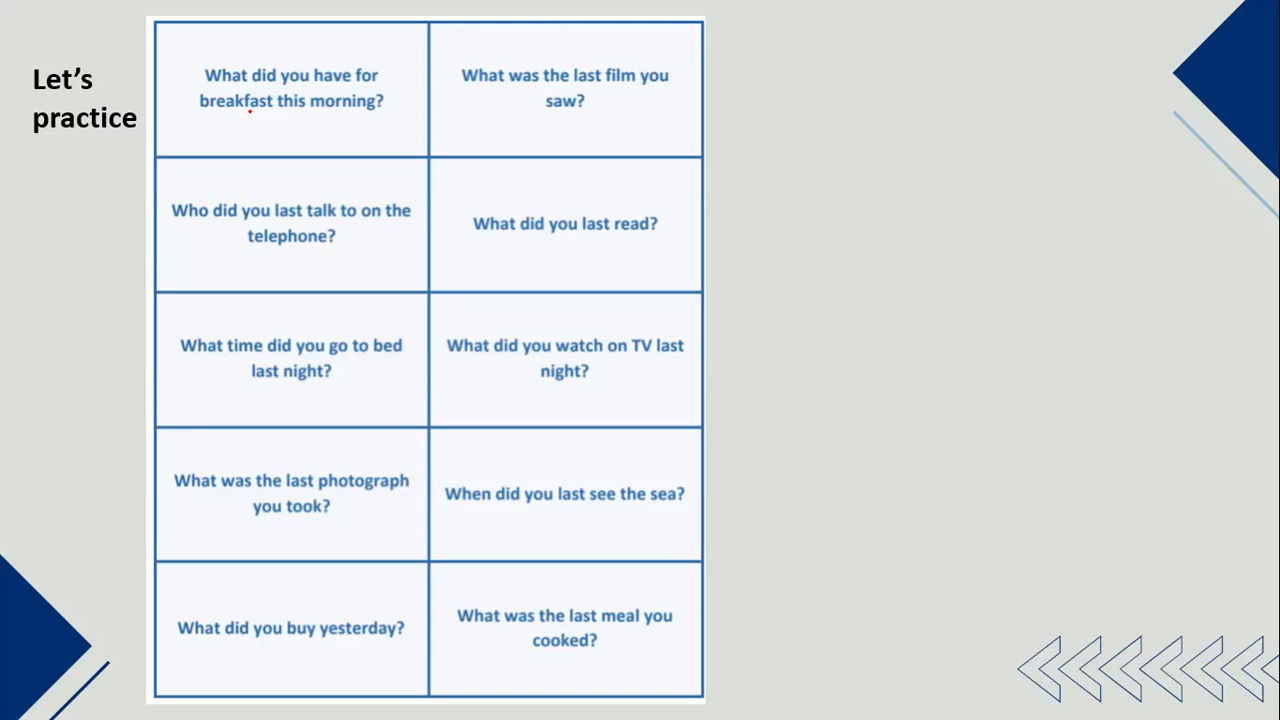 Let's
practice
What did you have for
breakfast this morning?
What was the last film you
saw?
Who did you last talk to on the
telephone?
What did you last read?
What time did you go to bed
last night?
What did you watch on TV last
night?
What was the last photograph
you took?
When did you last see the sea?
What did you buy yesterday?
What was the last meal you
cooked?